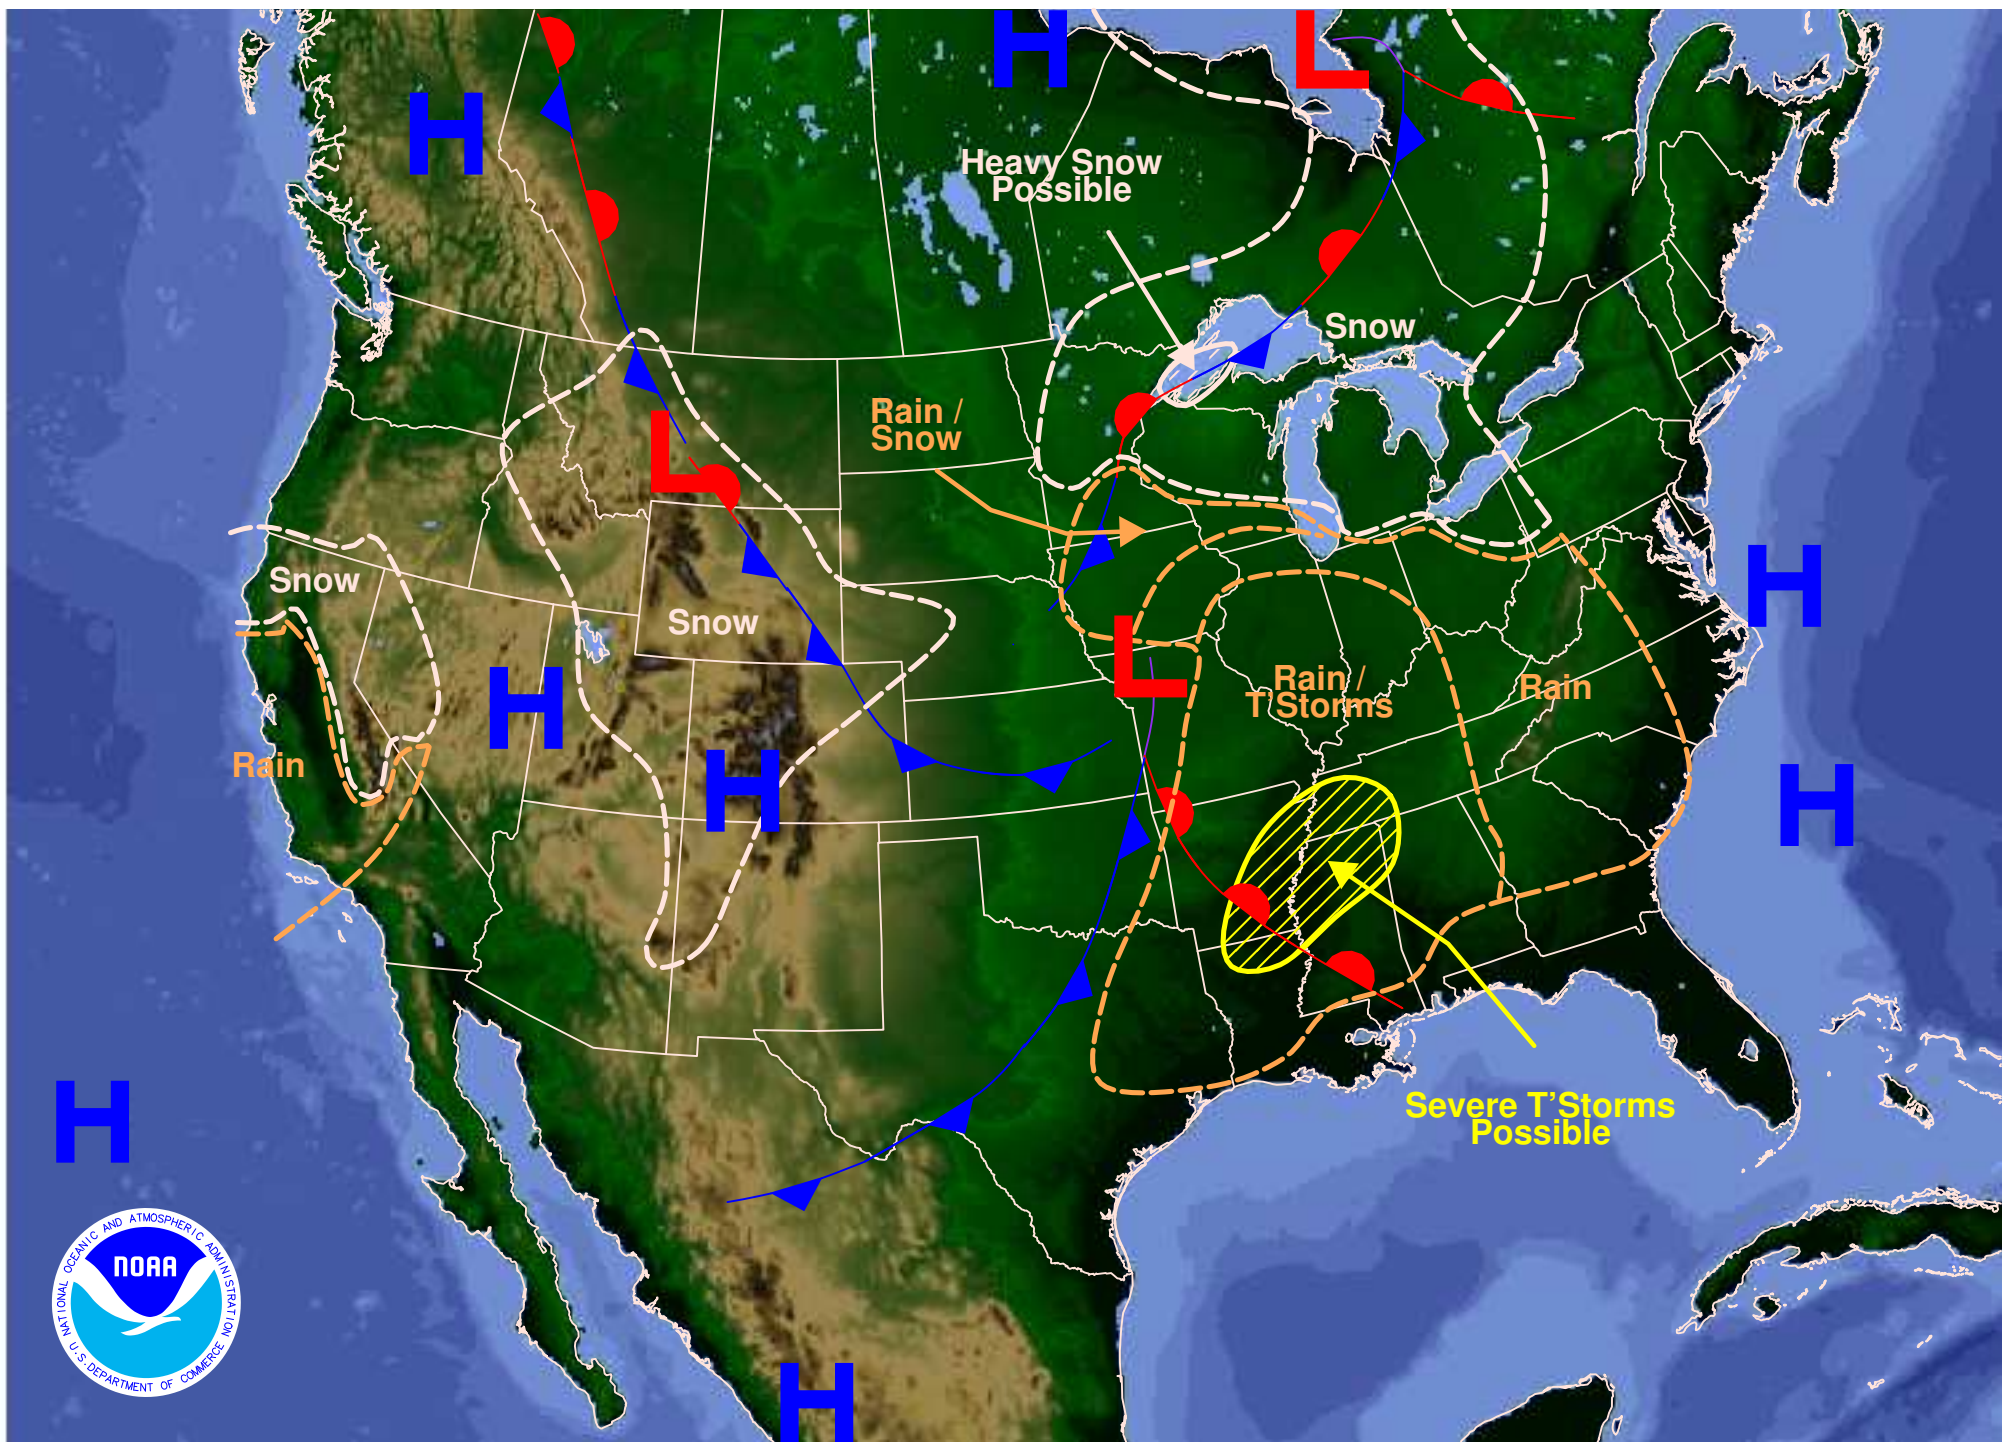 H
L
H
Heavy Snow
Possible
Snow
Rain /
Snow
L
H
Snow
Snow
L
H
Rain /
T'Storms
Rain
Rain
H
H
H
Severe T'Storms
Possible
H
NATIONAL OCEANIC AND ATMOSPHERIC ADMINISTRATION
NOAA
U.S. DEPARTMENT OF COMMERCE
H